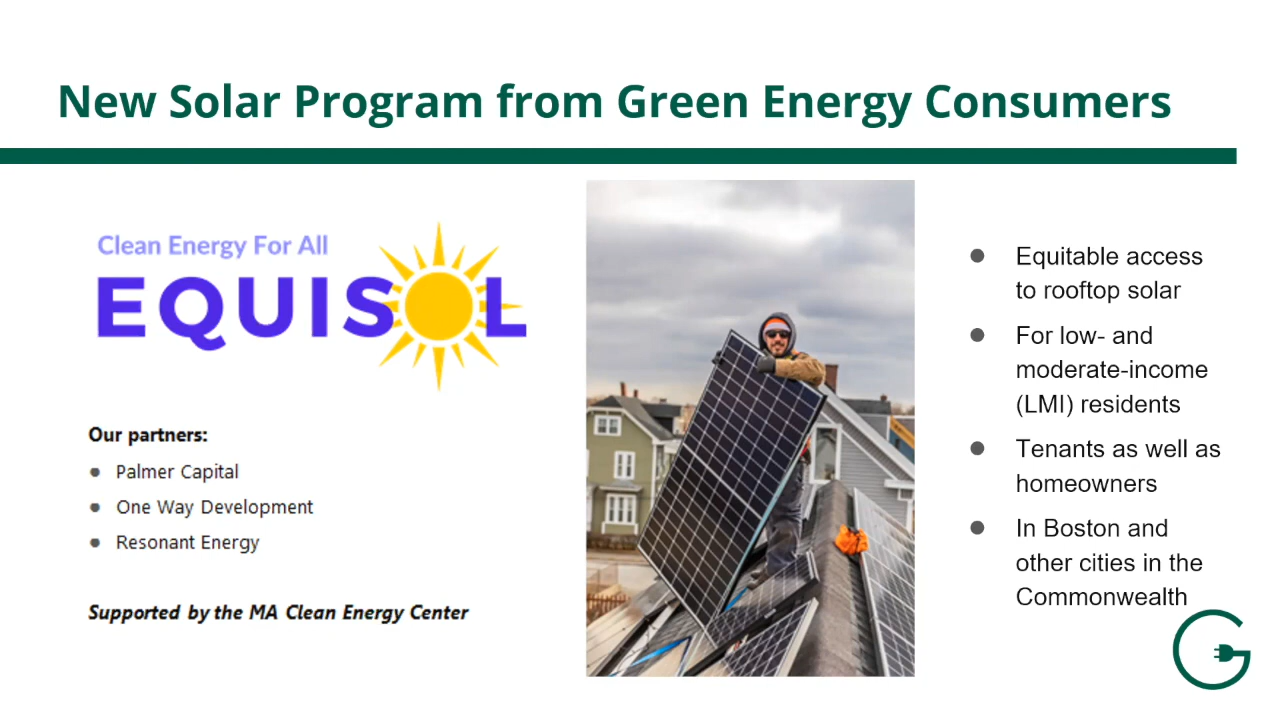 New Solar Program from Green Energy Consumers
Clean Energy For All
EQUISOL
Our partners:
Palmer Capital
One Way Development
Resonant Energy
Supported by the MA Clean Energy Center
Equitable access
to rooftop solar
For low- and
moderate-income
(LMI) residents
Tenants as well as
homeowners
In Boston and
other cities in the
Commonwealth